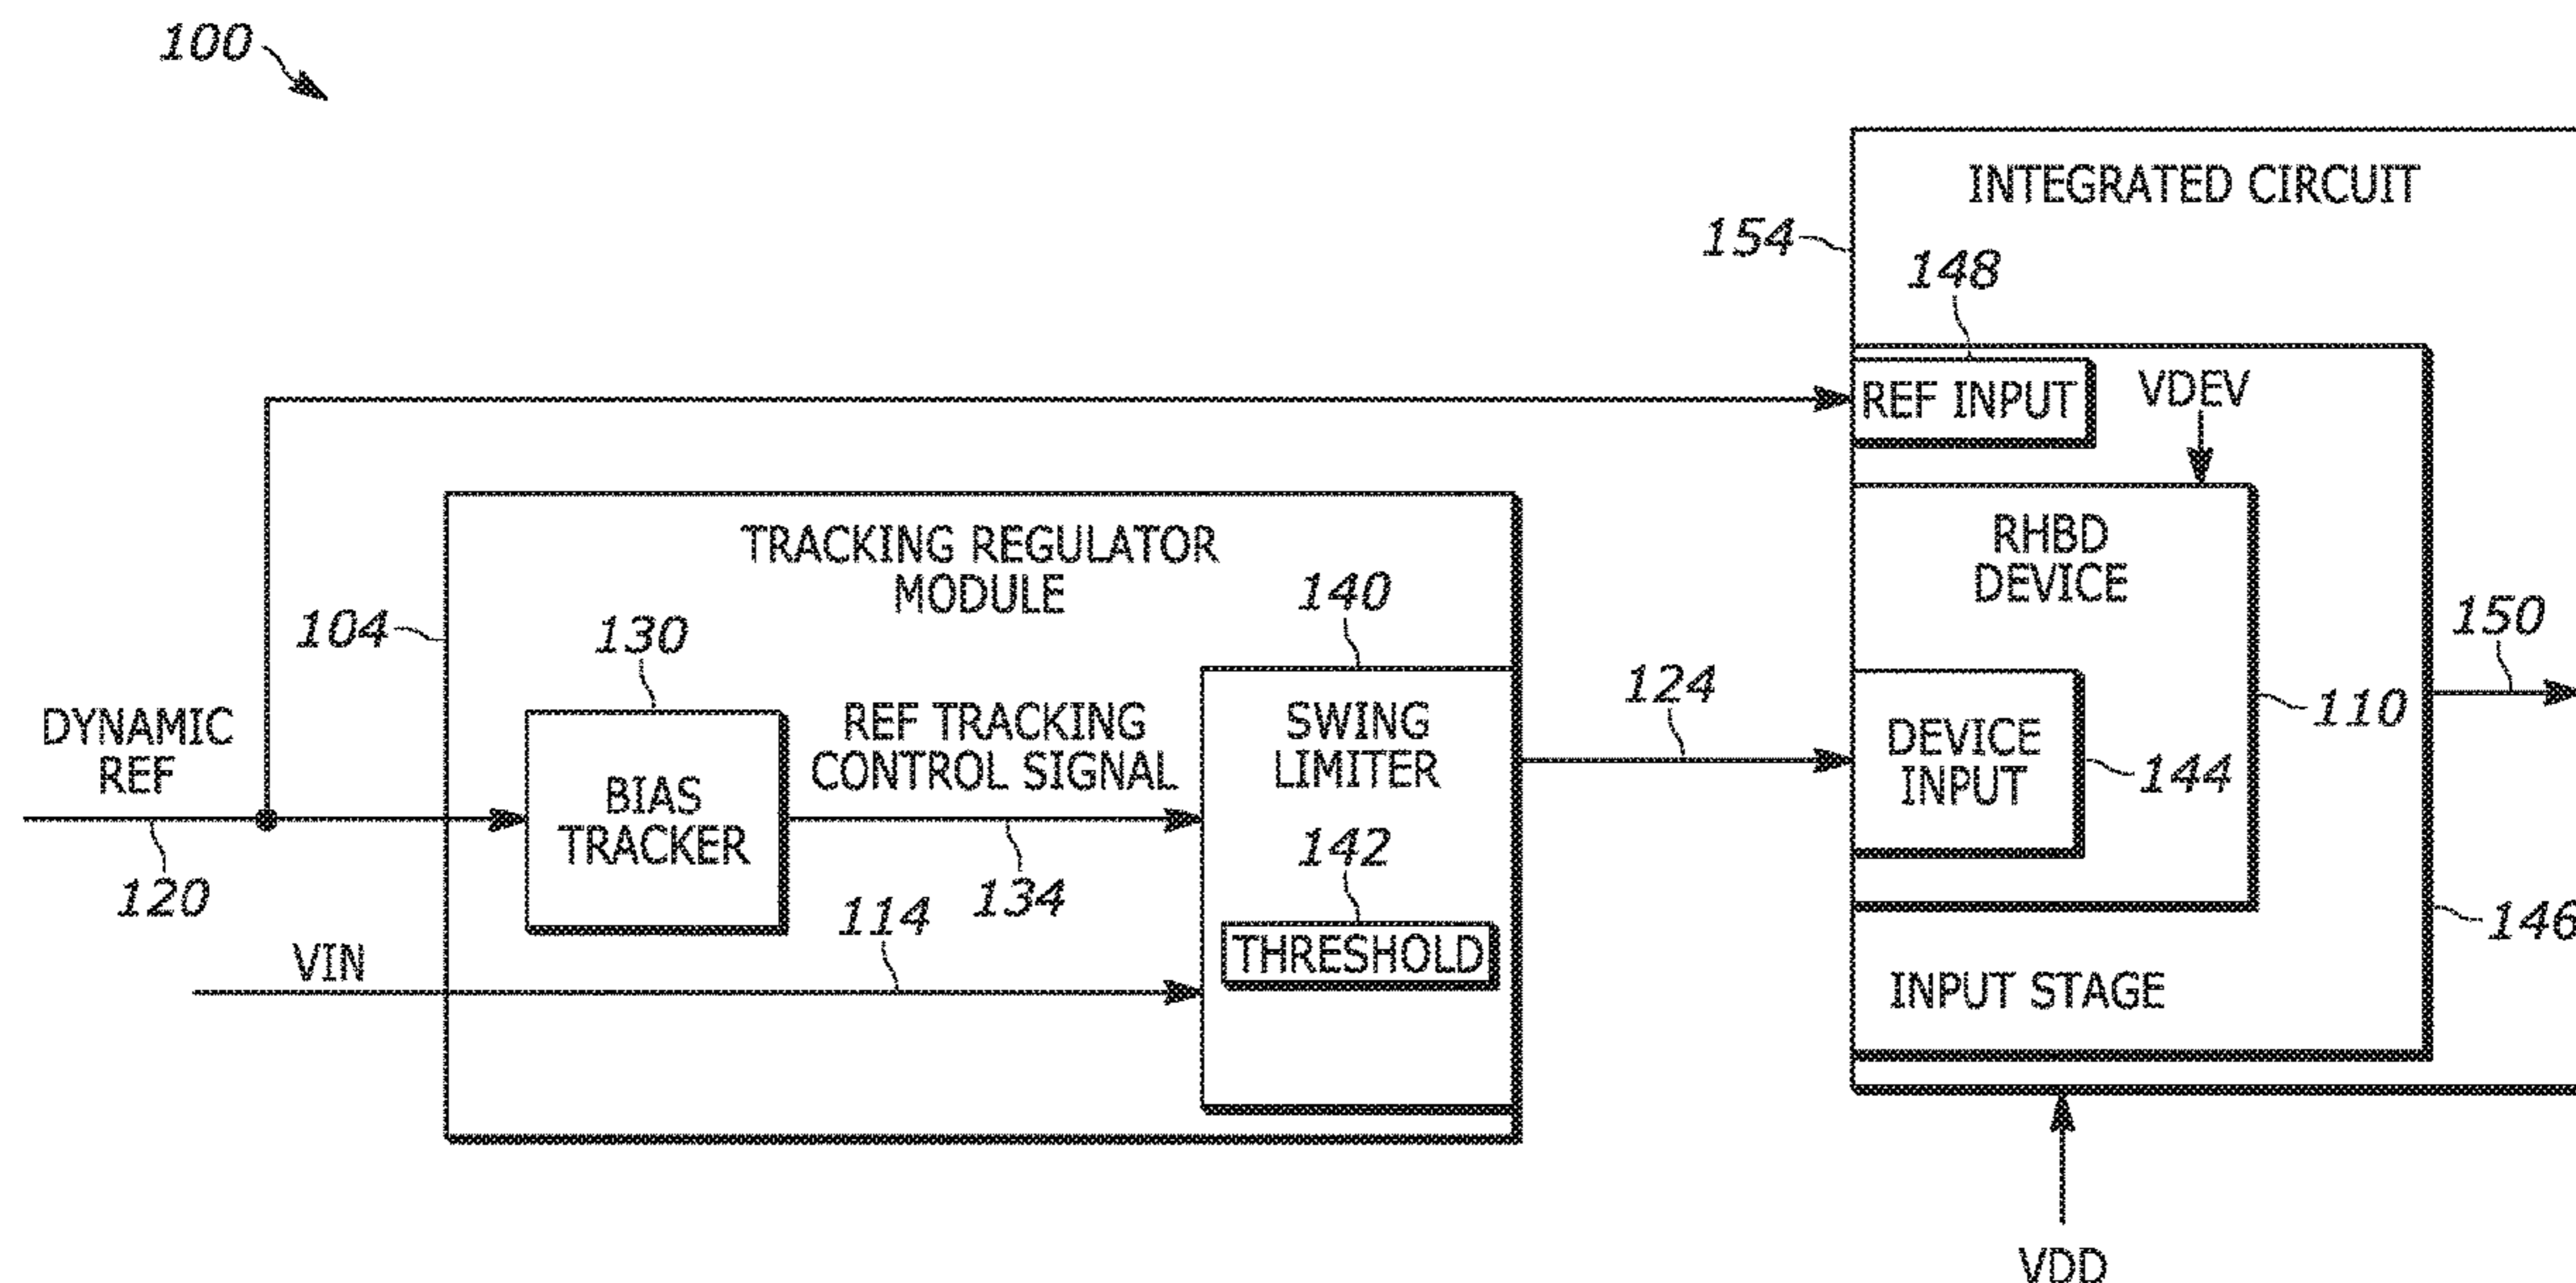 100
INTEGRATED CIRCUIT
154
148
REF INPUT
VDEV
TRACKING REGULATOR
MODULE
RHBD
DEVICE
104
130
140
150
DYNAMIC
REF
REF TRACKING
CONTROL SIGNAL
SWING
LIMITER
124
110
BIAS
TRACKER
DEVICE
INPUT
144
120
134
142
114
THRESHOLD
146
VIN
INPUT STAGE
VDD